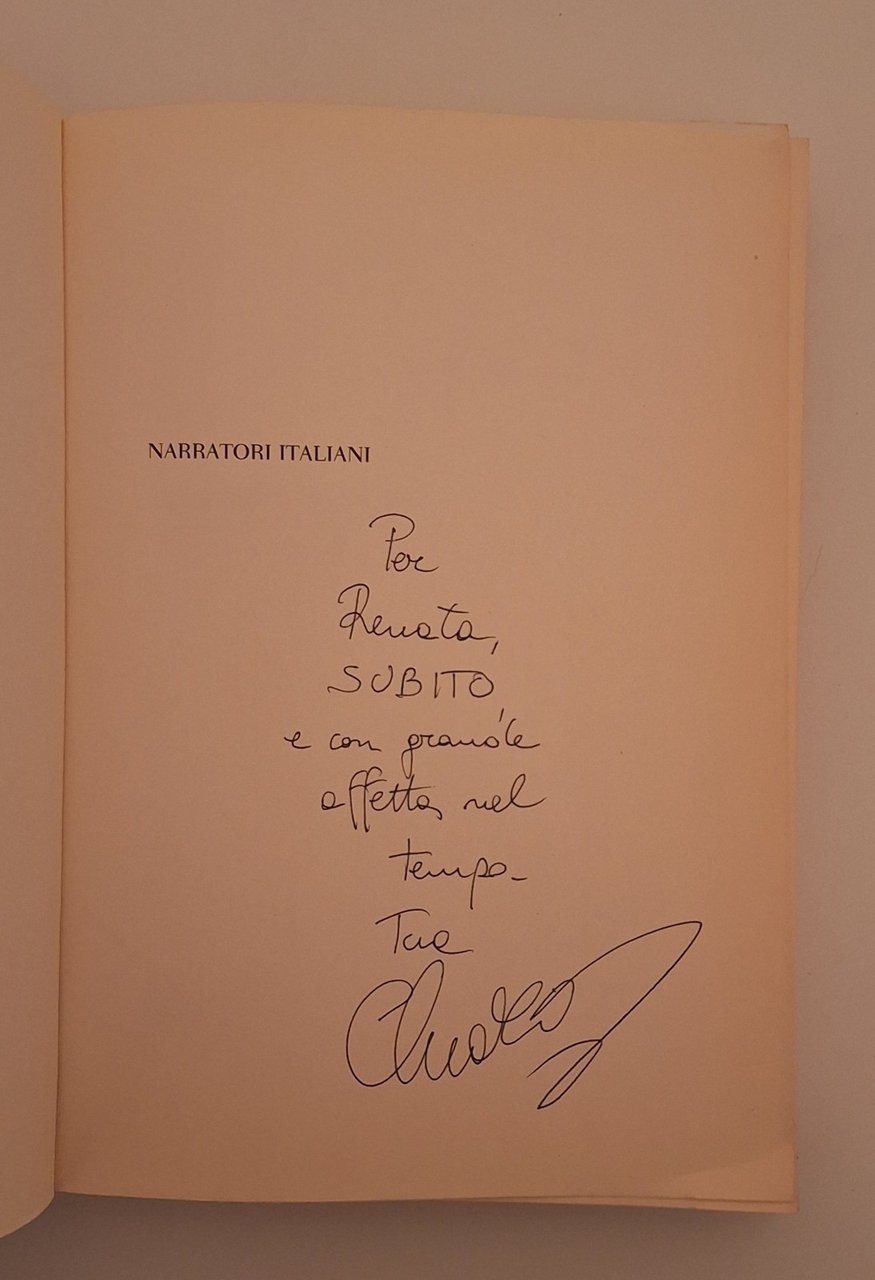 NARRATORI ITALIANI
Per
Renata,
SUBITO,
e con grande
affetto, nel
tempo-
Tua